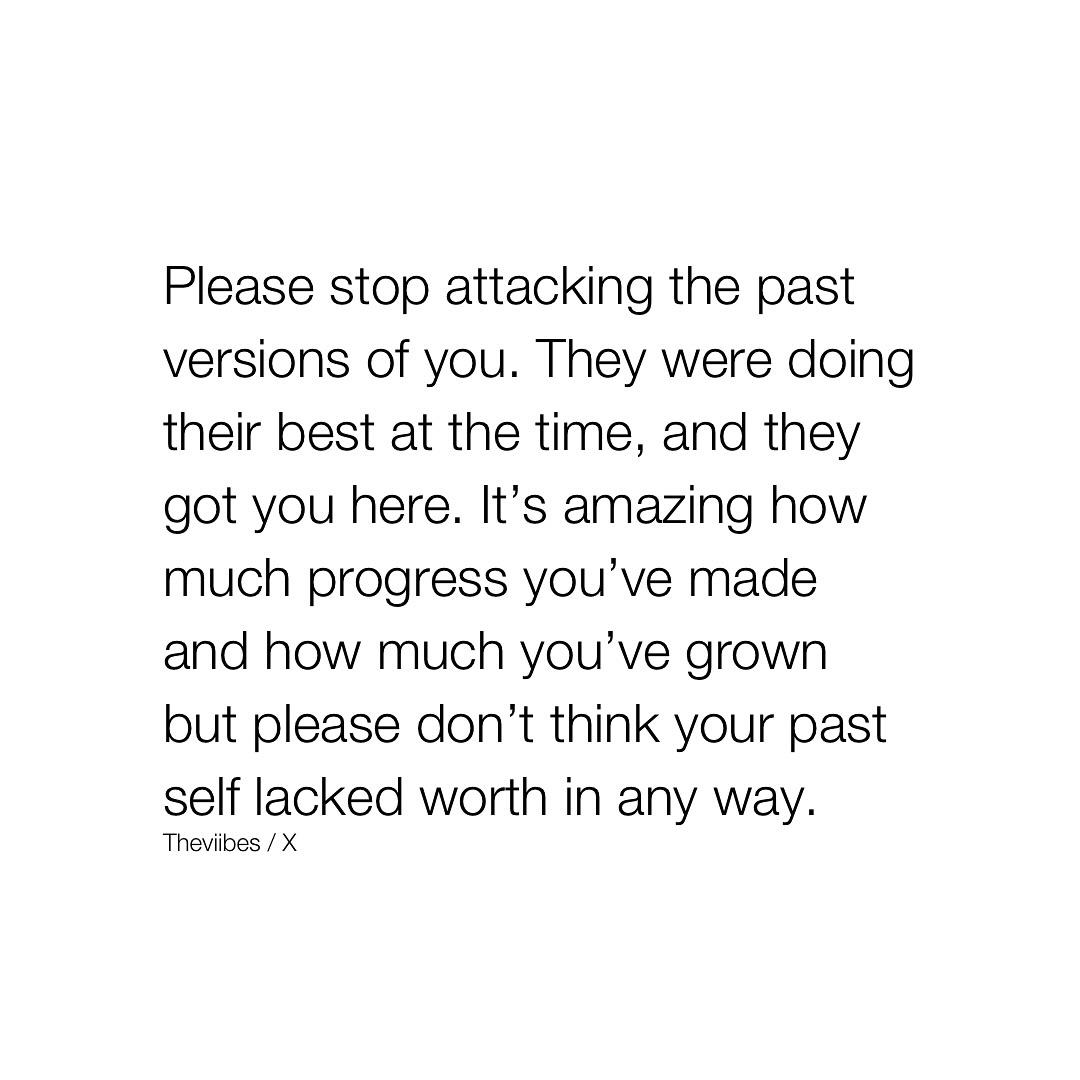 Please stop attacking the past
versions of you. They were doing
their best at the time, and they
got you here. It’s amazing how
much progress you’ve made
and how much you’ve grown
but please don’t think your past
self lacked worth in any way.
Theviibes / X